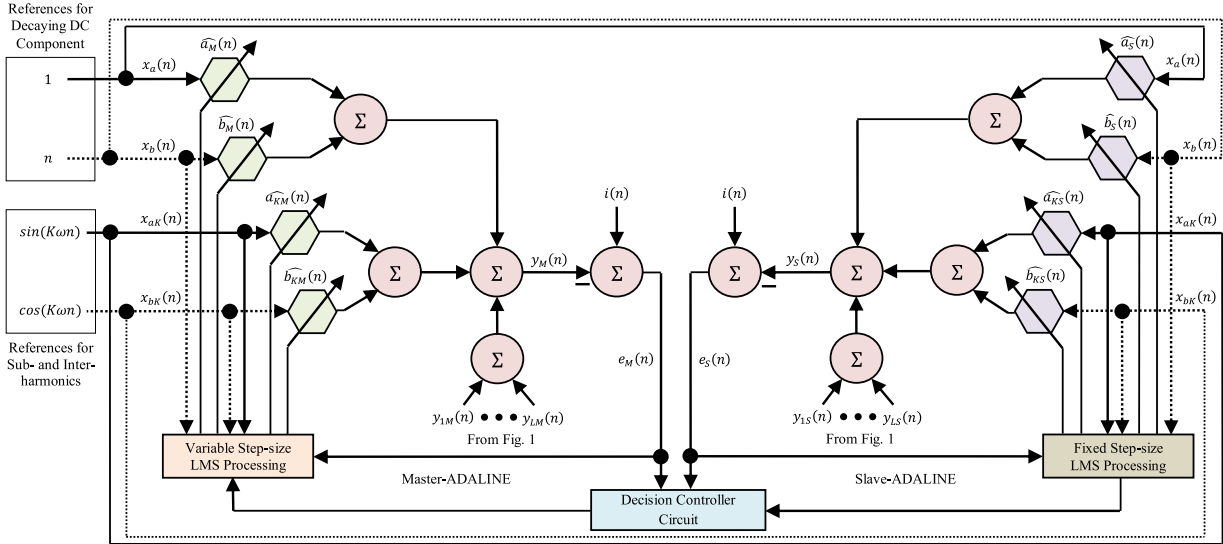 References for
Decaying DC
Component
1
n
x_a(n)
x_b(n)
\widehat{a_M}(n)
\widehat{b_M}(n)
Σ
\widehat{a_S}(n)
x_a(n)
\widehat{b_S}(n)
x_b(n)
Σ
sin(Kωn)
cos(Kωn)
References for
Sub- and Inter-
harmonics
x_{aK}(n)
x_{bK}(n)
\widehat{a_{KM}}(n)
\widehat{b_{KM}}(n)
Σ
Σ
y_M(n)
i(n)
Σ
i(n)
Σ
y_S(n)
Σ
Σ
\widehat{a_{KS}}(n)
\widehat{b_{KS}}(n)
x_{aK}(n)
x_{bK}(n)
Σ
y_{1M}(n) ••• y_{LM}(n)
From Fig. 1
e_M(n)
e_S(n)
Σ
y_{1S}(n) ••• y_{LS}(n)
From Fig. 1
Variable Step-size
LMS Processing
Master-ADALINE
Decision Controller
Circuit
Slave-ADALINE
Fixed Step-size
LMS Processing